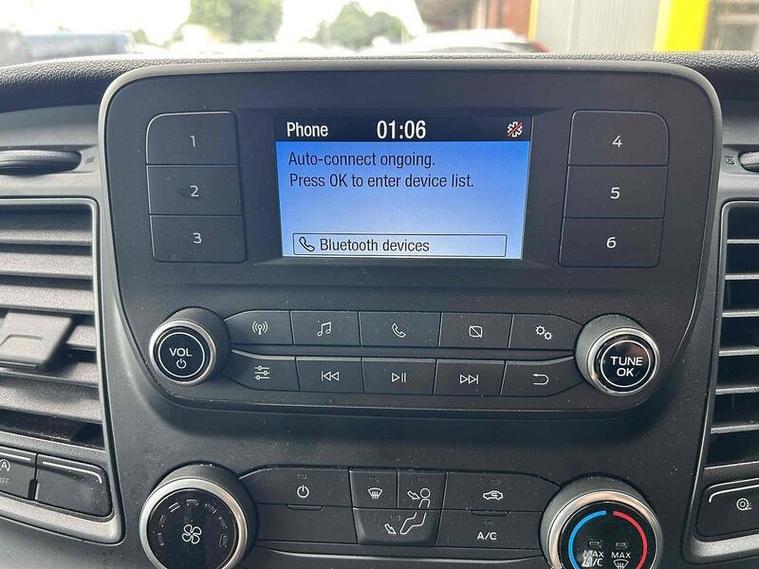 Phone 01:06
Auto-connect ongoing.
Press OK to enter device list.
Bluetooth devices
1
2
3
4
5
6
VOL
TUNE
OK
A
OFF
A/C
MAX MAX
A/C